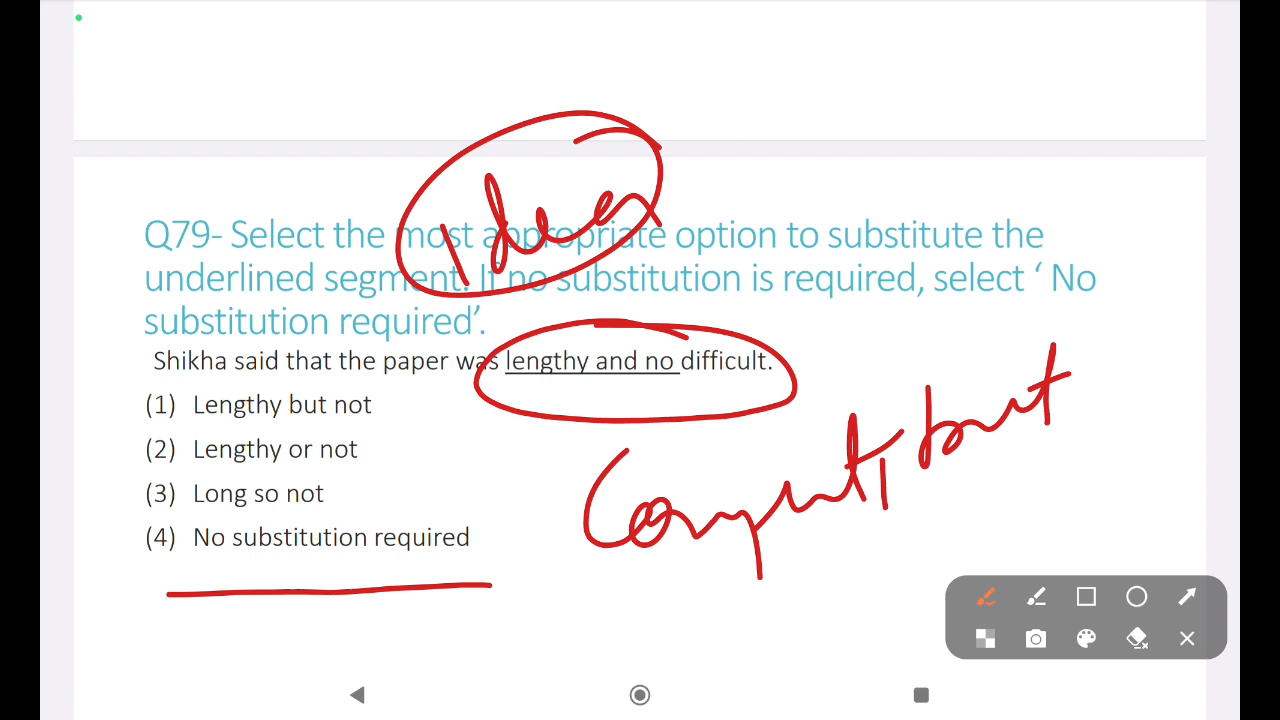 Q79- Select the most appropriate option to substitute the
underlined segment. If no substitution is required, select ‘ No
substitution required’.
Shikha said that the paper was lengthy and no difficult.
(1) Lengthy but not
(2) Lengthy or not
(3) Long so not
(4) No substitution required
but